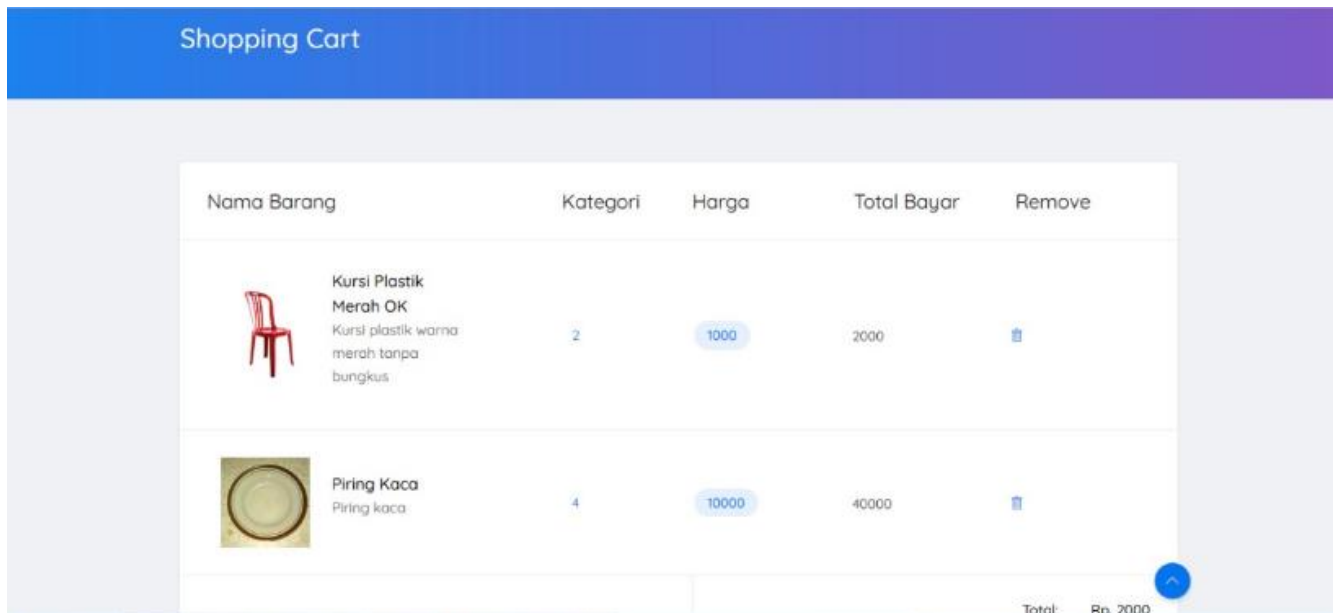 Shopping Cart
Nama Barang Kategori Harga Total Bayar Remove
Kursi Plastik
Merah OK
Kursi plastik warna
merah tanpa
bungkus
2 1000 2000
Piring Kaca
Piring kaca
4 10000 40000
Total: Rp. 2000